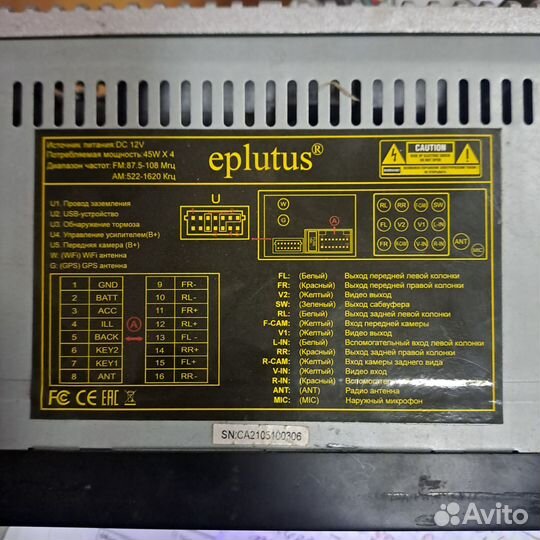 Источник питания:DC 12V
Потребляемая мощность:45W X 4
Диапазон частот:FM:87.5-108 Мгц
AM:522-1620 Кгц
eplutus®
CAUTION
U1. Провод заземления
U2: USB-устройство
U3: Обнаружение тормоза
U4: Управление усилителем(B+)
U5. Передняя камера (B+)
W: (WiFi) WiFi антенна
G: (GPS) GPS антенна
U
W
G
A
RL RR F-CAM SW
FL V2 V1 L-IN
FR R-CAM V-IN R-IN
ANT
MIC
1 GND 9 FR-
2 BATT 10 RL-
3 ACC 11 FR+
4 ILL 12 RL+
5 BACK 13 FL -
6 KEY2 14 RR+
7 KEY1 15 FL+
8 ANT 16 RR-
A
FL: (Белый) Выход передней левой колонки
FR: (Красный) Выход передней правой колонки
V2: (Желтый) Видео выход
SW: (Зеленый) Выход сабвуфера
RL: (Белый) Выход задней левой колонки
F-CAM: (Желтый) Вход передней камеры
V1: (Желтый) Видео выход
L-IN: (Белый) Вспомогательный вход левой колонки
RR: (Красный) Выход задней правой колонки
R-CAM: (Желтый) Вход камеры заднего вида
V-IN: (Желтый) Видео вход
R-IN: (Красный)
ANT: (ANT) Радио антенна
MIC: (MIC) Наружный микрофон
FC CE EAC
SN:CA2105100306
Avito